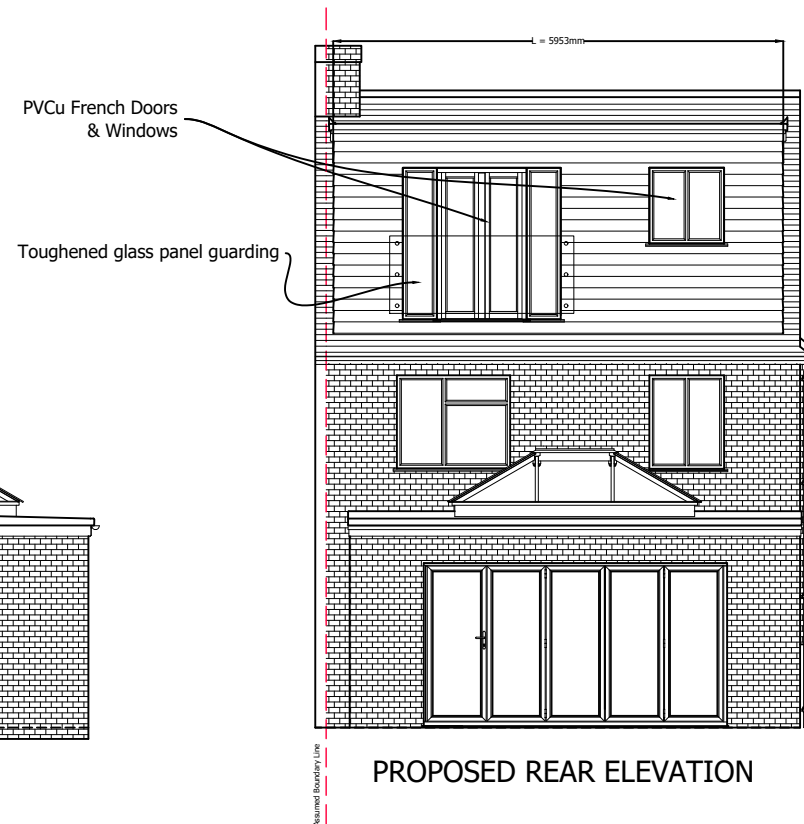 L = 5953mm
PVCu French Doors
& Windows
Toughened glass panel guarding
Assumed Boundary Line
PROPOSED REAR ELEVATION